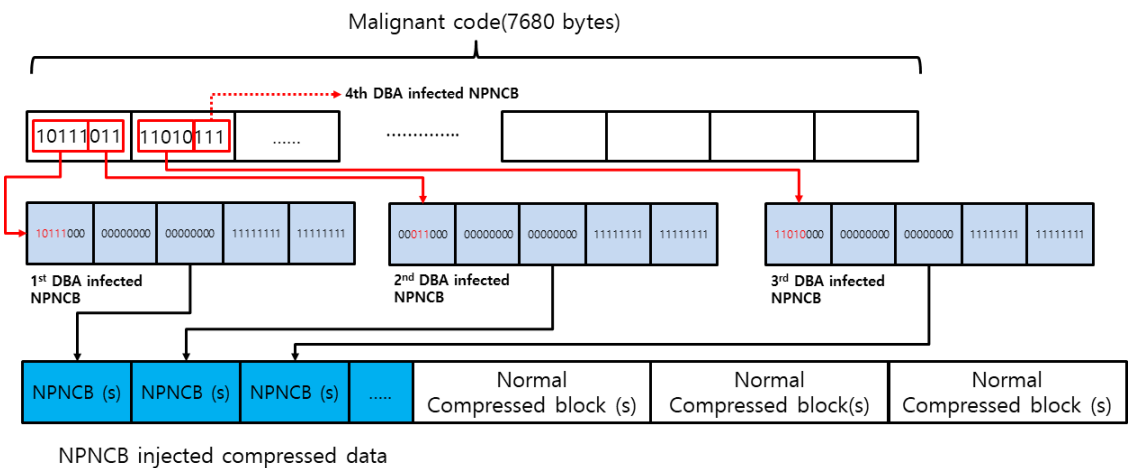 Malignant code(7680 bytes)
4th DBA infected NPNCB
10111011 11010111 ...... .............
10111000 00000000 00000000 11111111 11111111
00011000 00000000 00000000 11111111 11111111
11010000 00000000 00000000 11111111 11111111
1st DBA infected
NPNCB
2nd DBA infected
NPNCB
3rd DBA infected
NPNCB
NPNCB (s) NPNCB (s) NPNCB (s) .....
Normal
Compressed block (s)
Normal
Compressed block(s)
Normal
Compressed block (s)
NPNCB injected compressed data